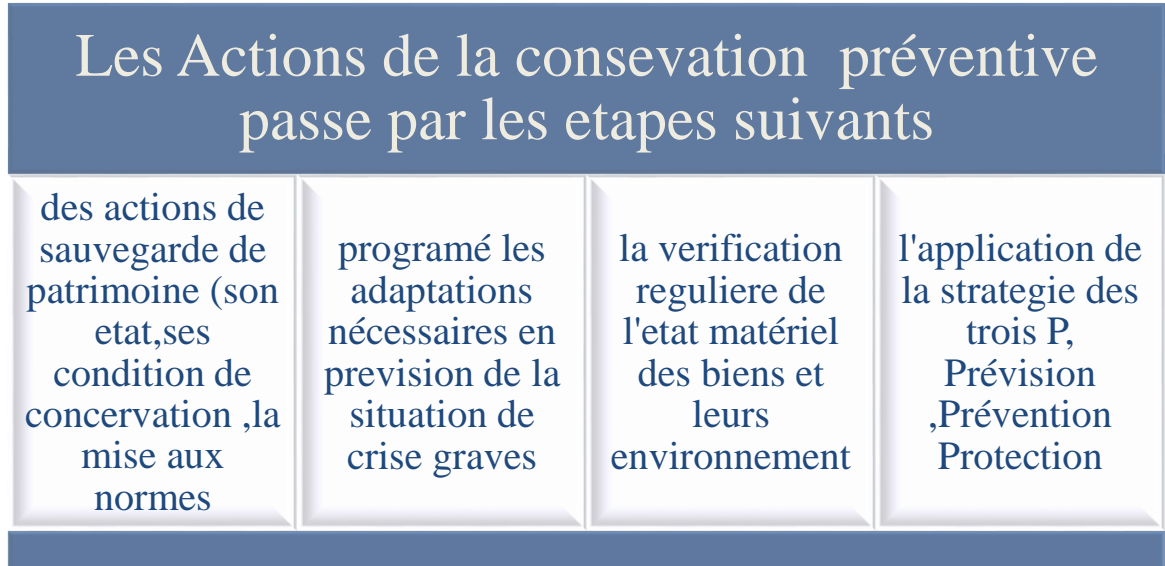 Les Actions de la consevation  préventive
passe par les etapes suivants
des actions de
sauvegarde de
patrimoine (son
etat,ses
condition de
concervation ,la
mise aux
normes
programé les
adaptations
nécessaires en
prevision de la
situation de
crise graves
la verification
reguliere de
l'etat matériel
des biens et
leurs
environnement
l'application de
la strategie des
trois P,
Prévision
,Prévention
Protection